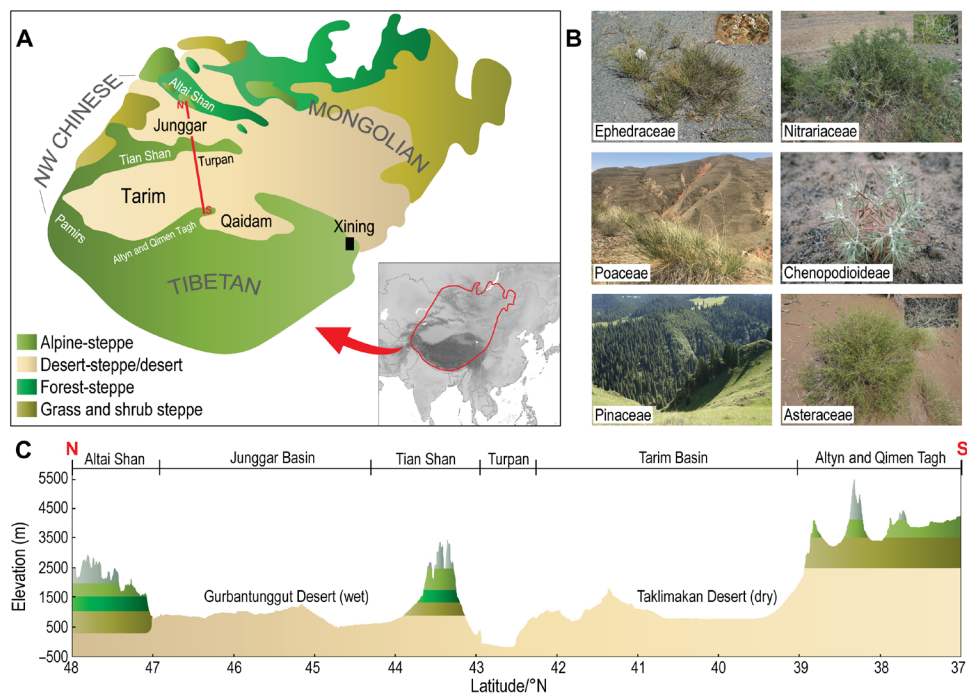 A
NW CHINESE
MONGOLIAN
Altai Shan
N
Junggar
Tian Shan
Turpan
Tarim
S
Qaidam
Pamirs
Altyn and Qimen Tagh
Xining
TIBETAN
Alpine-steppe
Desert-steppe/desert
Forest-steppe
Grass and shrub steppe
B
Ephedraceae
Nitrariaceae
Poaceae
Chenopodioideae
Pinaceae
Asteraceae
C
N
S
Altai Shan
Junggar Basin
Tian Shan
Turpan
Tarim Basin
Altyn and Qimen Tagh
Elevation (m)
5500
4500
3500
2500
1500
500
−500
Gurbantunggut Desert (wet)
Taklimakan Desert (dry)
48 47 46 45 44 43 42 41 40 39 38 37
Latitude/°N